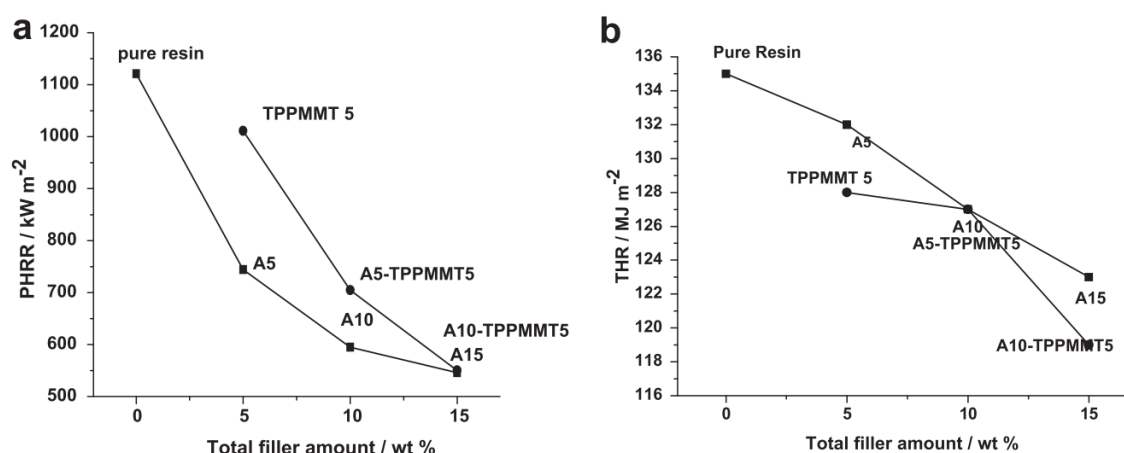 a
1200
1100
1000
900
800
700
600
500
PHRR / kW m-2
pure resin
TPPMMT 5
A5
A5-TPPMMT5
A10
A10-TPPMMT5
A15
0 5 10 15
Total filler amount / wt %
b
136
134
132
130
128
126
124
122
120
118
116
THR / MJ m-2
Pure Resin
A5
TPPMMT 5
A10
A5-TPPMMT5
A15
A10-TPPMMT5
0 5 10 15
Total filler amount / wt %